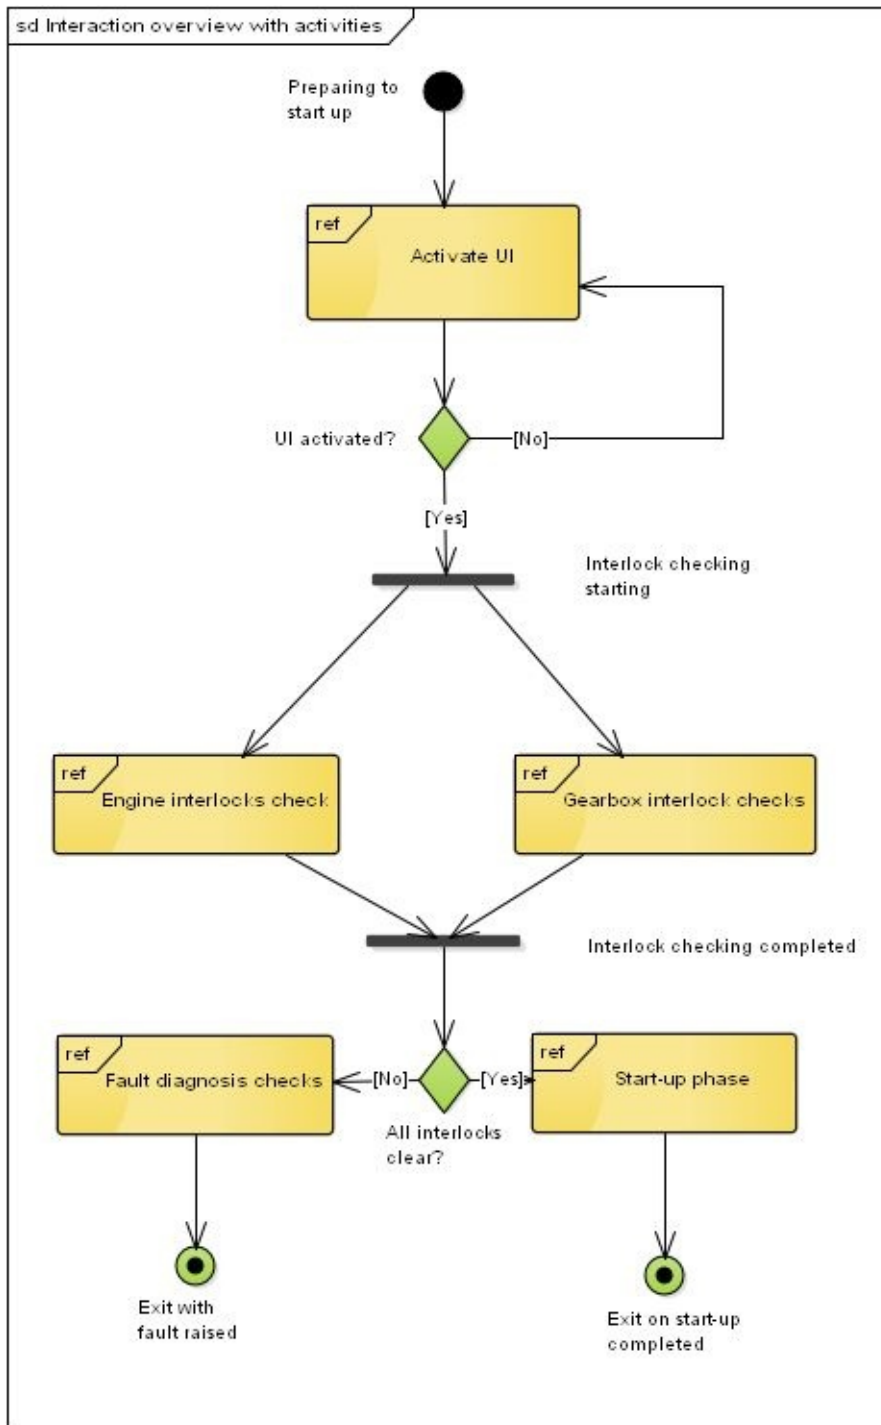 sd Interaction overview with activities
Preparing to
start up
ref
Activate UI
UI activated?
[No]
[Yes]
Interlock checking
starting
ref
Engine interlocks check
ref
Gearbox interlock checks
Interlock checking completed
ref
Fault diagnosis checks
[No]
[Yes]
ref
Start-up phase
All interlocks
clear?
Exit with
fault raised
Exit on start-up
completed